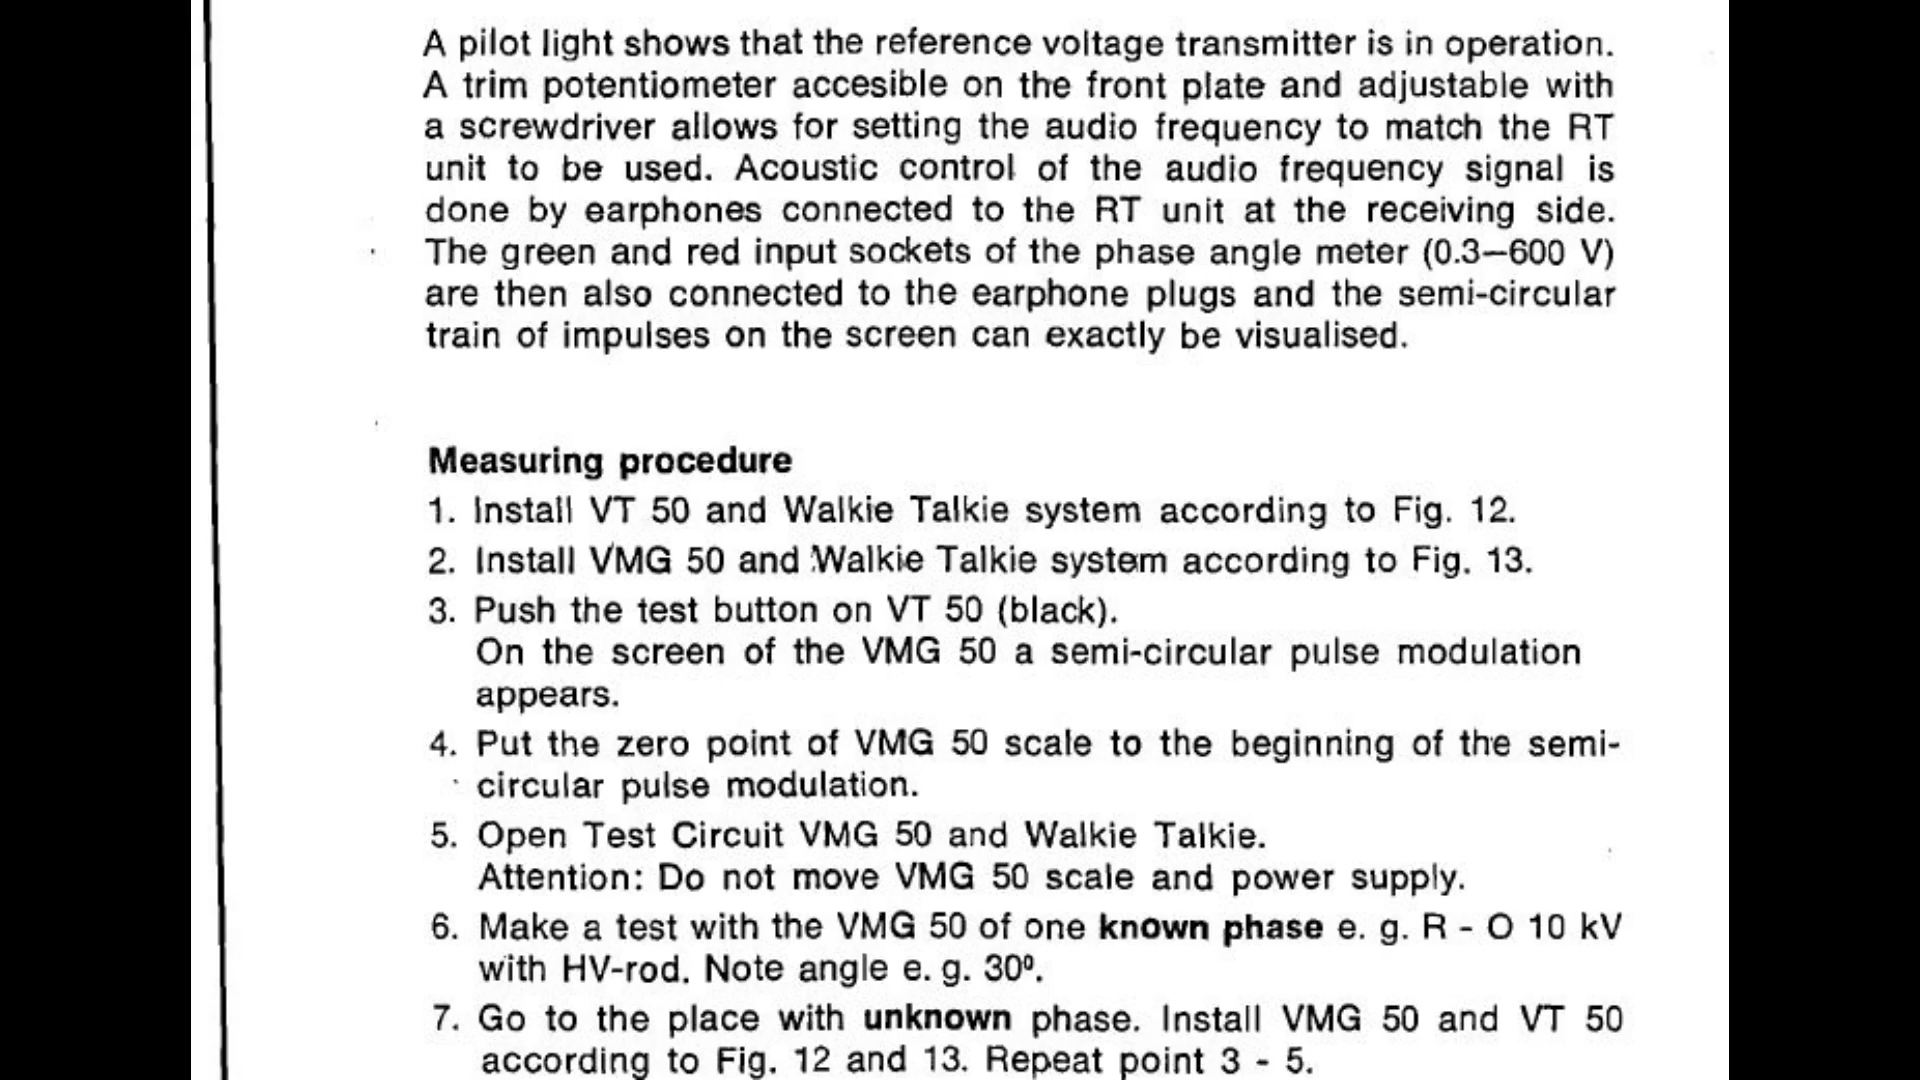 A pilot light shows that the reference voltage transmitter is in operation.
A trim potentiometer accesible on the front plate and adjustable with
a screwdriver allows for setting the audio frequency to match the RT
unit to be used. Acoustic control of the audio frequency signal is
done by earphones connected to the RT unit at the receiving side.
The green and red input sockets of the phase angle meter (0.3—600 V)
are then also connected to the earphone plugs and the semi-circular
train of impulses on the screen can exactly be visualised.
Measuring procedure
1. Install VT 50 and Walkie Talkie system according to Fig. 12.
2. Install VMG 50 and Walkie Talkie system according to Fig. 13.
3. Push the test button on VT 50 (black).
On the screen of the VMG 50 a semi-circular pulse modulation
appears.
4. Put the zero point of VMG 50 scale to the beginning of the semi-
circular pulse modulation.
5. Open Test Circuit VMG 50 and Walkie Talkie.
Attention: Do not move VMG 50 scale and power supply.
6. Make a test with the VMG 50 of one known phase e. g. R - O 10 kV
with HV-rod. Note angle e. g. 30º.
7. Go to the place with unknown phase. Install VMG 50 and VT 50
according to Fig. 12 and 13. Repeat point 3 - 5.